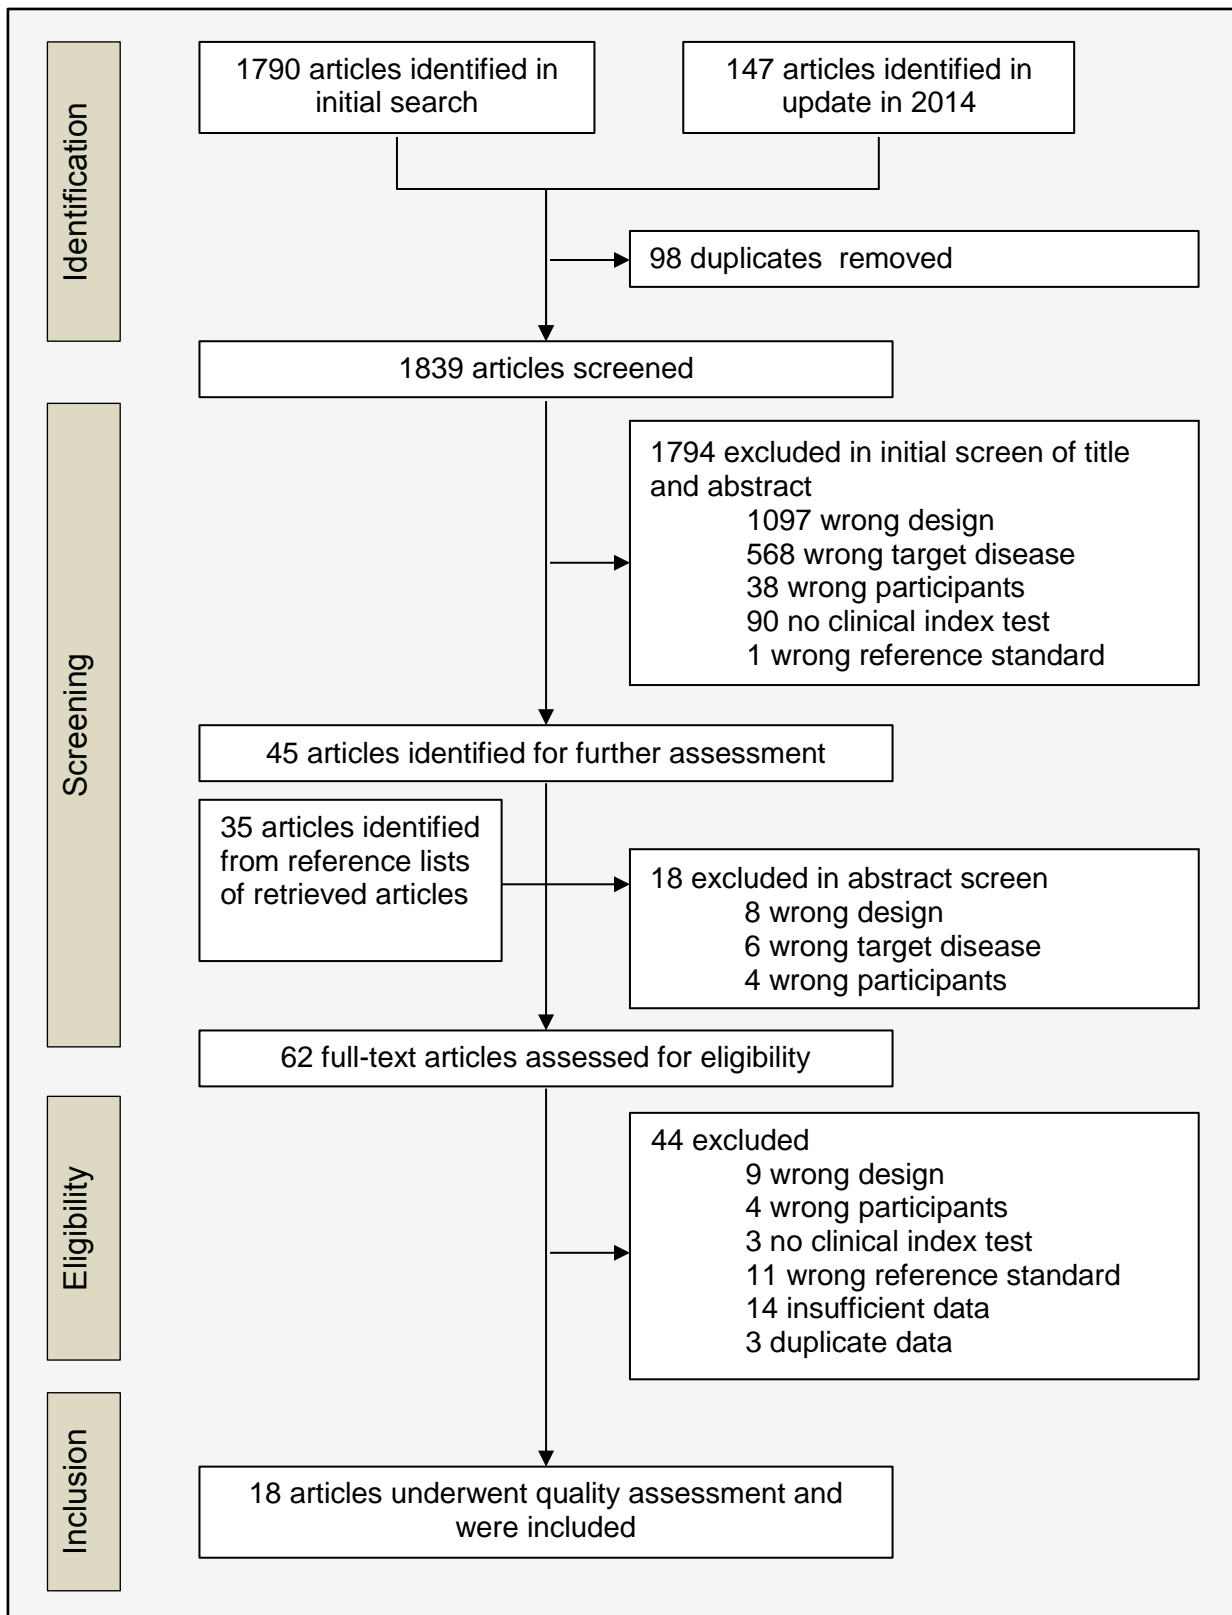 Identification
1790 articles identified in
initial search
147 articles identified in
update in 2014
98 duplicates  removed
1839 articles screened
Screening
1794 excluded in initial screen of title
and abstract
1097 wrong design
568 wrong target disease
38 wrong participants
90 no clinical index test
1 wrong reference standard
45 articles identified for further assessment
35 articles identified
from reference lists
of retrieved articles
18 excluded in abstract screen
8 wrong design
6 wrong target disease
4 wrong participants
62 full-text articles assessed for eligibility
Eligibility
44 excluded
9 wrong design
4 wrong participants
3 no clinical index test
11 wrong reference standard
14 insufficient data
3 duplicate data
Inclusion
18 articles underwent quality assessment and
were included